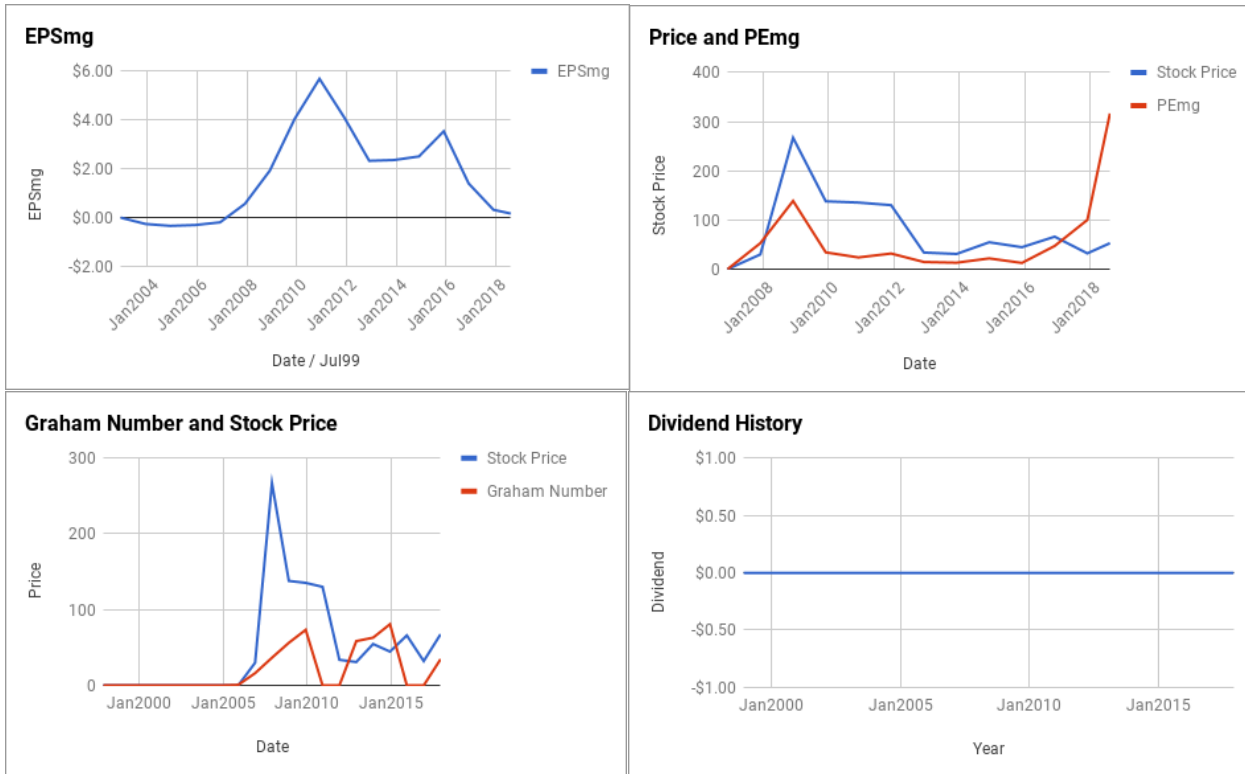 EPSmg
$6.00
$4.00
$2.00
$0.00
-$2.00
EPSmg
EPSmg
Jan2004
Jan2006
Jan2008
Jan2010
Jan2012
Jan2014
Jan2016
Jan2018
Date / Jul99
Price and PEmg
400
300
200
100
0
Stock Price
Stock Price
PEmg
Jan2008
Jan2010
Jan2012
Jan2014
Jan2016
Jan2018
Date
Graham Number and Stock Price
300
200
100
0
Price
Stock Price
Graham Number
Jan2000
Jan2005
Jan2010
Jan2015
Date
Dividend History
$1.00
$0.50
$0.00
-$0.50
-$1.00
Dividend
Jan2000
Jan2005
Jan2010
Jan2015
Year